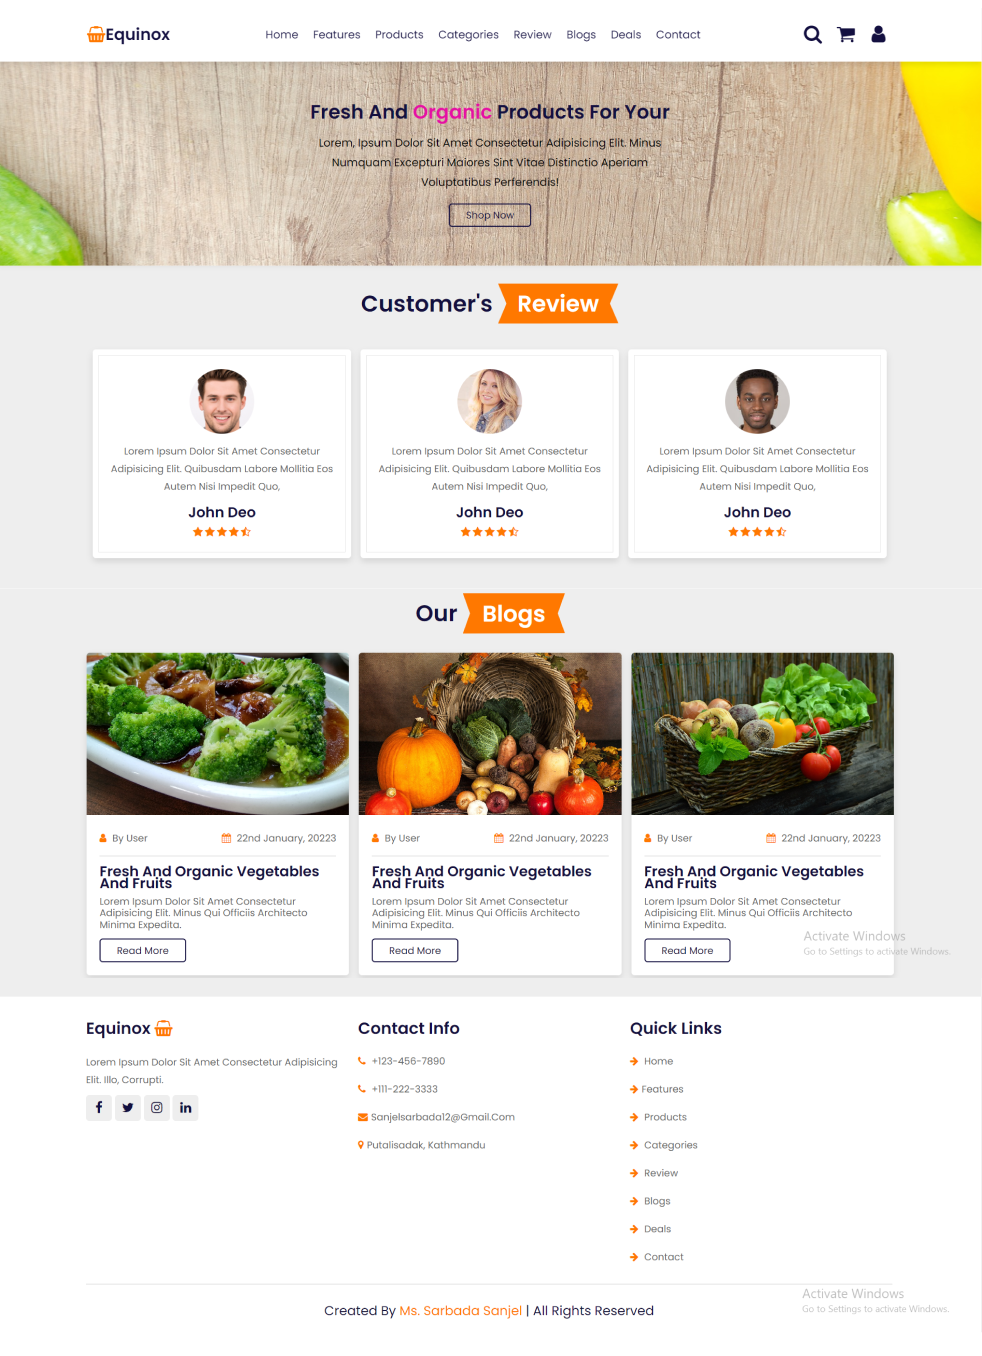 Equinox
Home Features Products Categories Review Blogs Deals Contact
Fresh And Organic Products For Your
Lorem, Ipsum Dolor Sit Amet Consectetur Adipisicing Elit. Minus
Numquam Excepturi Maiores Sint Vitae Distinctio Aperiam
Voluptatibus Perferendis!
Shop Now
Customer's Review
Lorem Ipsum Dolor Sit Amet Consectetur
Adipisicing Elit. Quibusdam Labore Mollitia Eos
Autem Nisi Impedit Quo,
John Deo
Lorem Ipsum Dolor Sit Amet Consectetur
Adipisicing Elit. Quibusdam Labore Mollitia Eos
Autem Nisi Impedit Quo,
John Deo
Lorem Ipsum Dolor Sit Amet Consectetur
Adipisicing Elit. Quibusdam Labore Mollitia Eos
Autem Nisi Impedit Quo,
John Deo
Our Blogs
By User 22nd January, 20223
Fresh And Organic Vegetables
And Fruits
Lorem Ipsum Dolor Sit Amet Consectetur
Adipisicing Elit. Minus Qui Officiis Architecto
Minima Expedita.
Read More
By User 22nd January, 20223
Fresh And Organic Vegetables
And Fruits
Lorem Ipsum Dolor Sit Amet Consectetur
Adipisicing Elit. Minus Qui Officiis Architecto
Minima Expedita.
Read More
By User 22nd January, 20223
Fresh And Organic Vegetables
And Fruits
Lorem Ipsum Dolor Sit Amet Consectetur
Adipisicing Elit. Minus Qui Officiis Architecto
Minima Expedita.
Read More
Activate Windows
Go to Settings to activate Windows.
Equinox
Lorem Ipsum Dolor Sit Amet Consectetur Adipisicing
Elit. Illo, Corrupti.
Contact Info
+123-456-7890
+111-222-3333
Sanjelsarbada12@Gmail.Com
Putalisadak, Kathmandu
Quick Links
Home
Features
Products
Categories
Review
Blogs
Deals
Contact
Created By Ms. Sarbada Sanjel | All Rights Reserved
Activate Windows
Go to Settings to activate Windows.